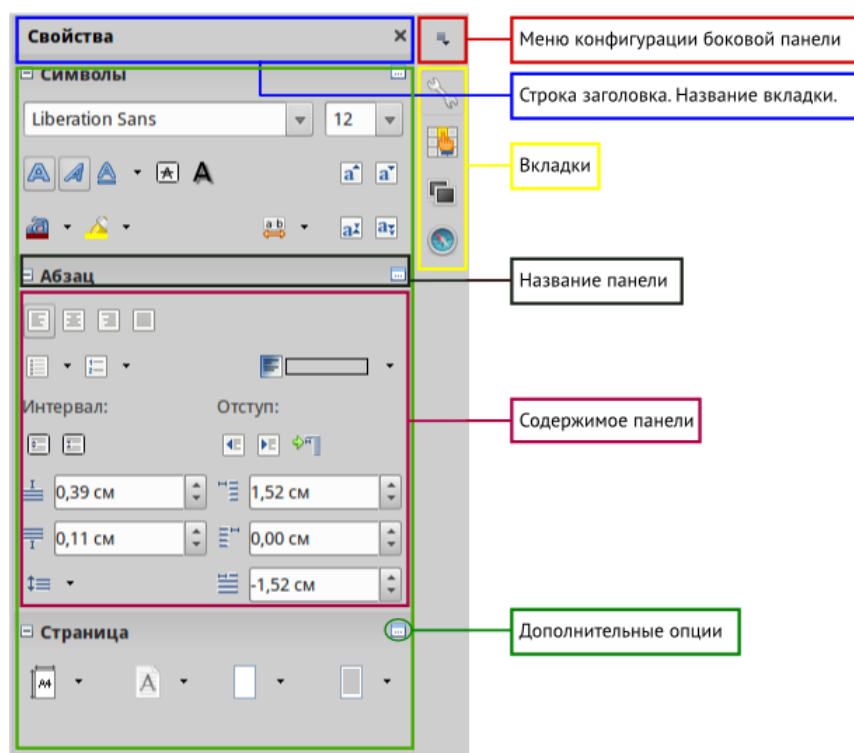 Свойства
Меню конфигурации боковой панели
Символы
Строка заголовка. Название вкладки.
Liberation Sans
12
Вкладки
Абзац
Название панели
Интервал:
Отступ:
Содержимое панели
0,39 см
1,52 см
0,11 см
0,00 см
-1,52 см
Страница
Дополнительные опции
A4